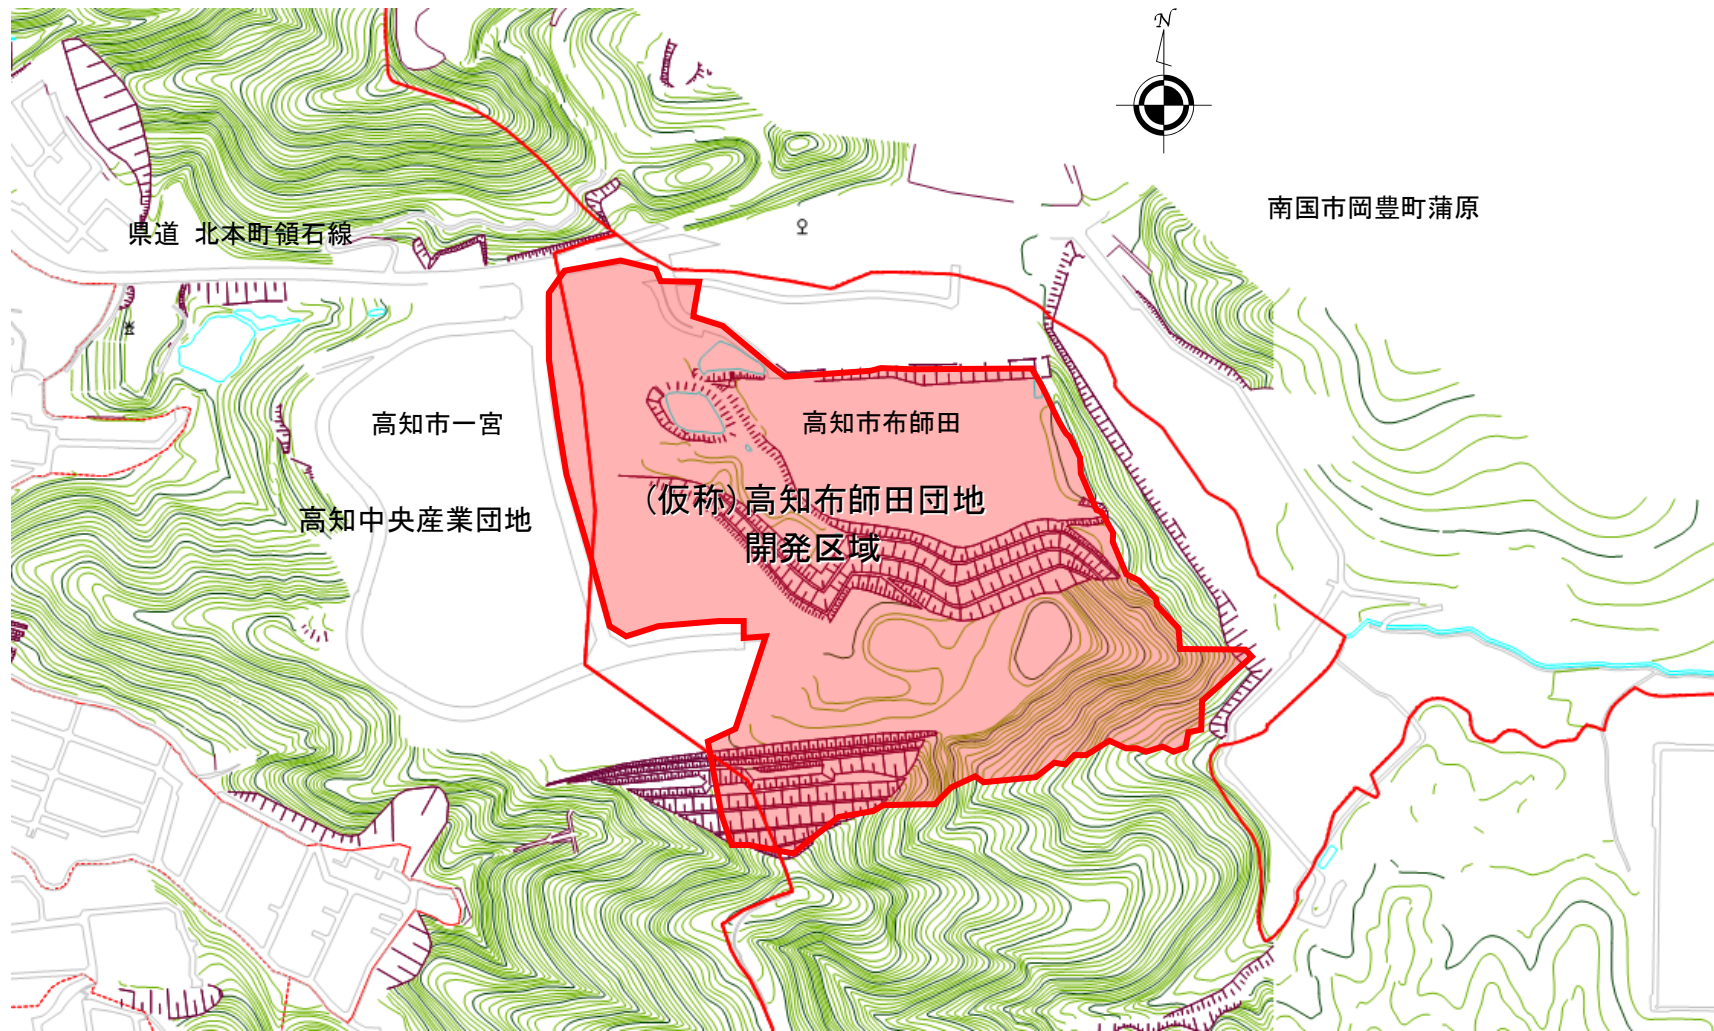 N
南国市岡豊町蒲原
県道 北本町領石線
高知市一宮
高知市布師田
(仮称)高知布師田団地
開発区域
高知中央産業団地